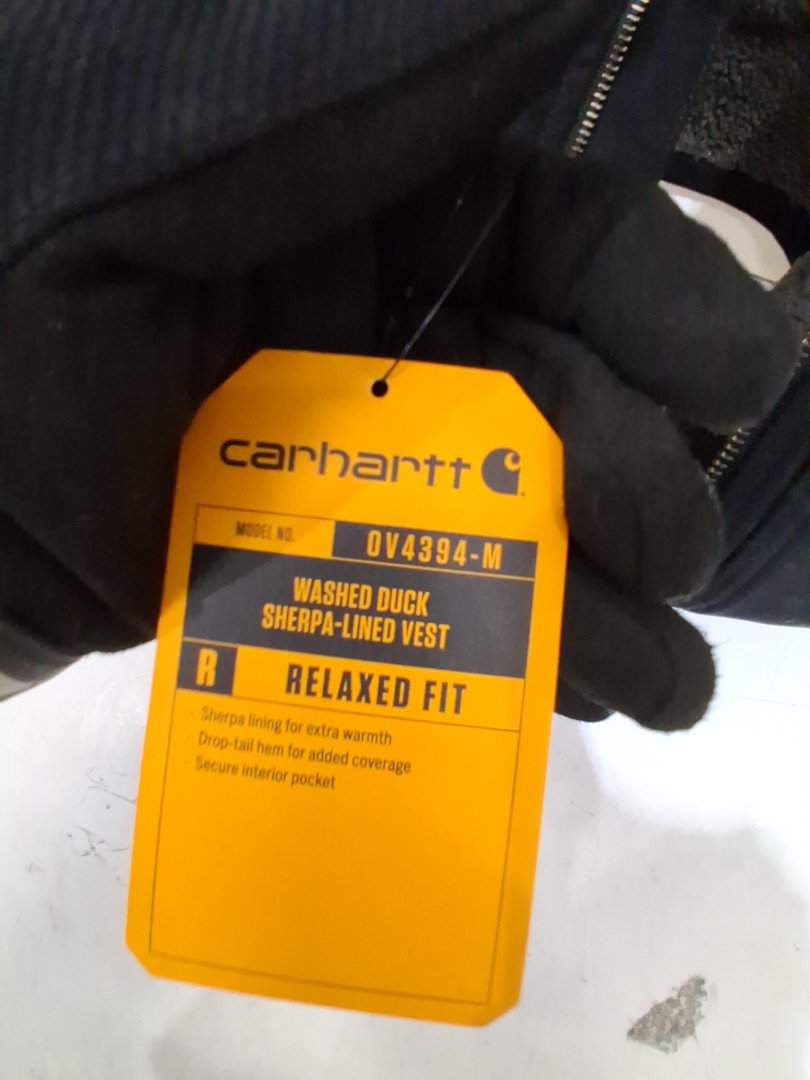 carhartt
MODEL NO. OV4394-M
WASHED DUCK
SHERPA-LINED VEST
R RELAXED FIT
· Sherpa lining for extra warmth
· Drop-tail hem for added coverage
· Secure interior pocket